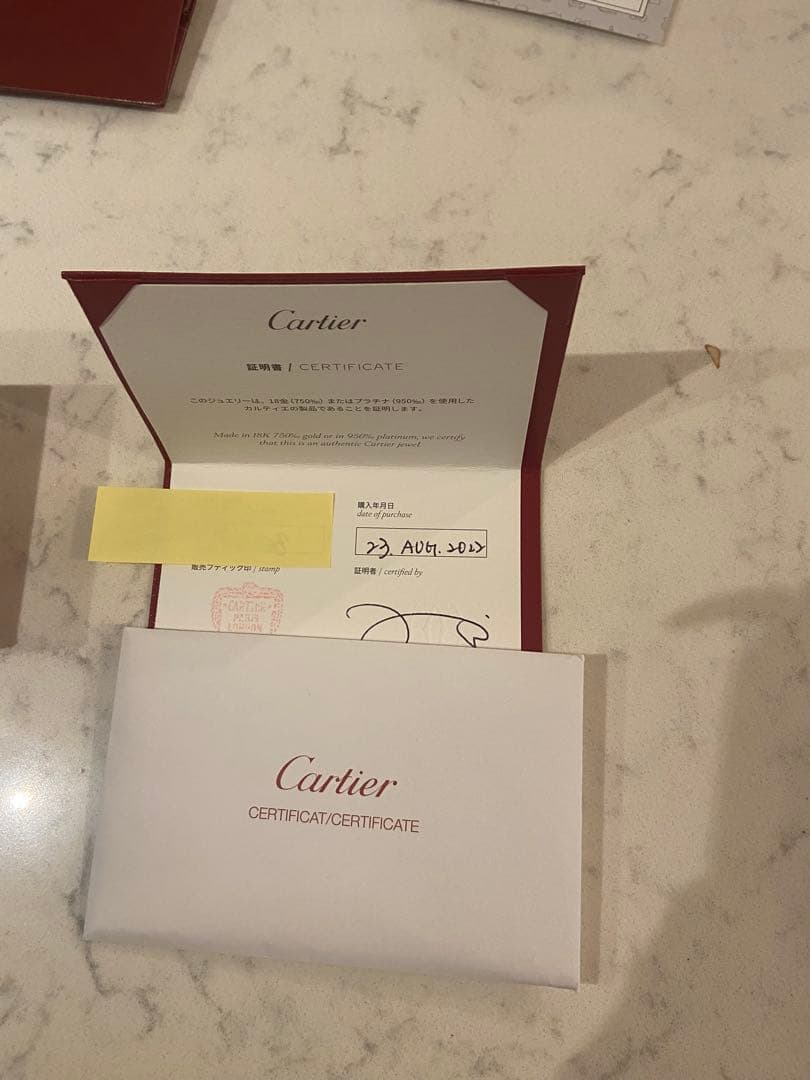 Cartier
証明書 / CERTIFICATE
このジュエリーは、18金 (750‰) またはプラチナ (950‰) を使用した
カルティエの製品であることを証明します。
Made in 18K 750‰ gold or in 950‰ platinum, we certify
that this is an authentic Cartier jewel
購入年月日
date of purchase
23. AUG. 2022
販売ブティック印 / stamp
証明者 / certified by
CARTIER
PARIS
LONDON
Cartier
CERTIFICAT/CERTIFICATE